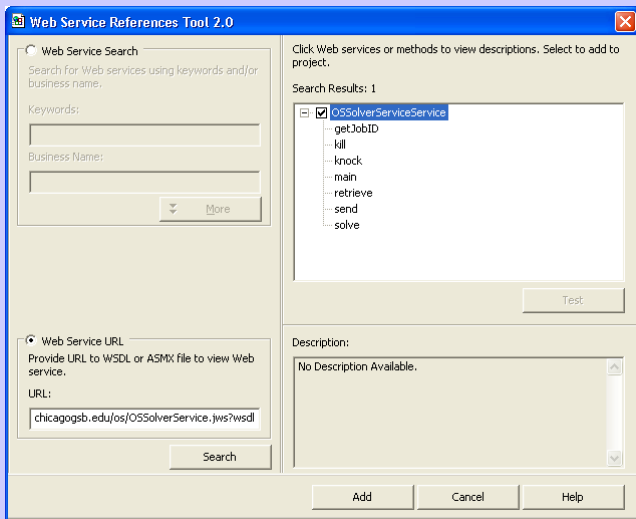 Web Service References Tool 2.0
Web Service Search
Search for Web services using keywords and/or
business name.
Keywords:
Business Name:
More
Web Service URL
Provide URL to WSDL or ASMX file to view Web
service.
URL:
chicagogsb.edu/os/OSSolverService.jws?wsdl
Search
Click Web services or methods to view descriptions. Select to add to
project.
Search Results: 1
OSSolverServiceService
getJobID
kill
knock
main
retrieve
send
solve
Test
Description:
No Description Available.
Add
Cancel
Help